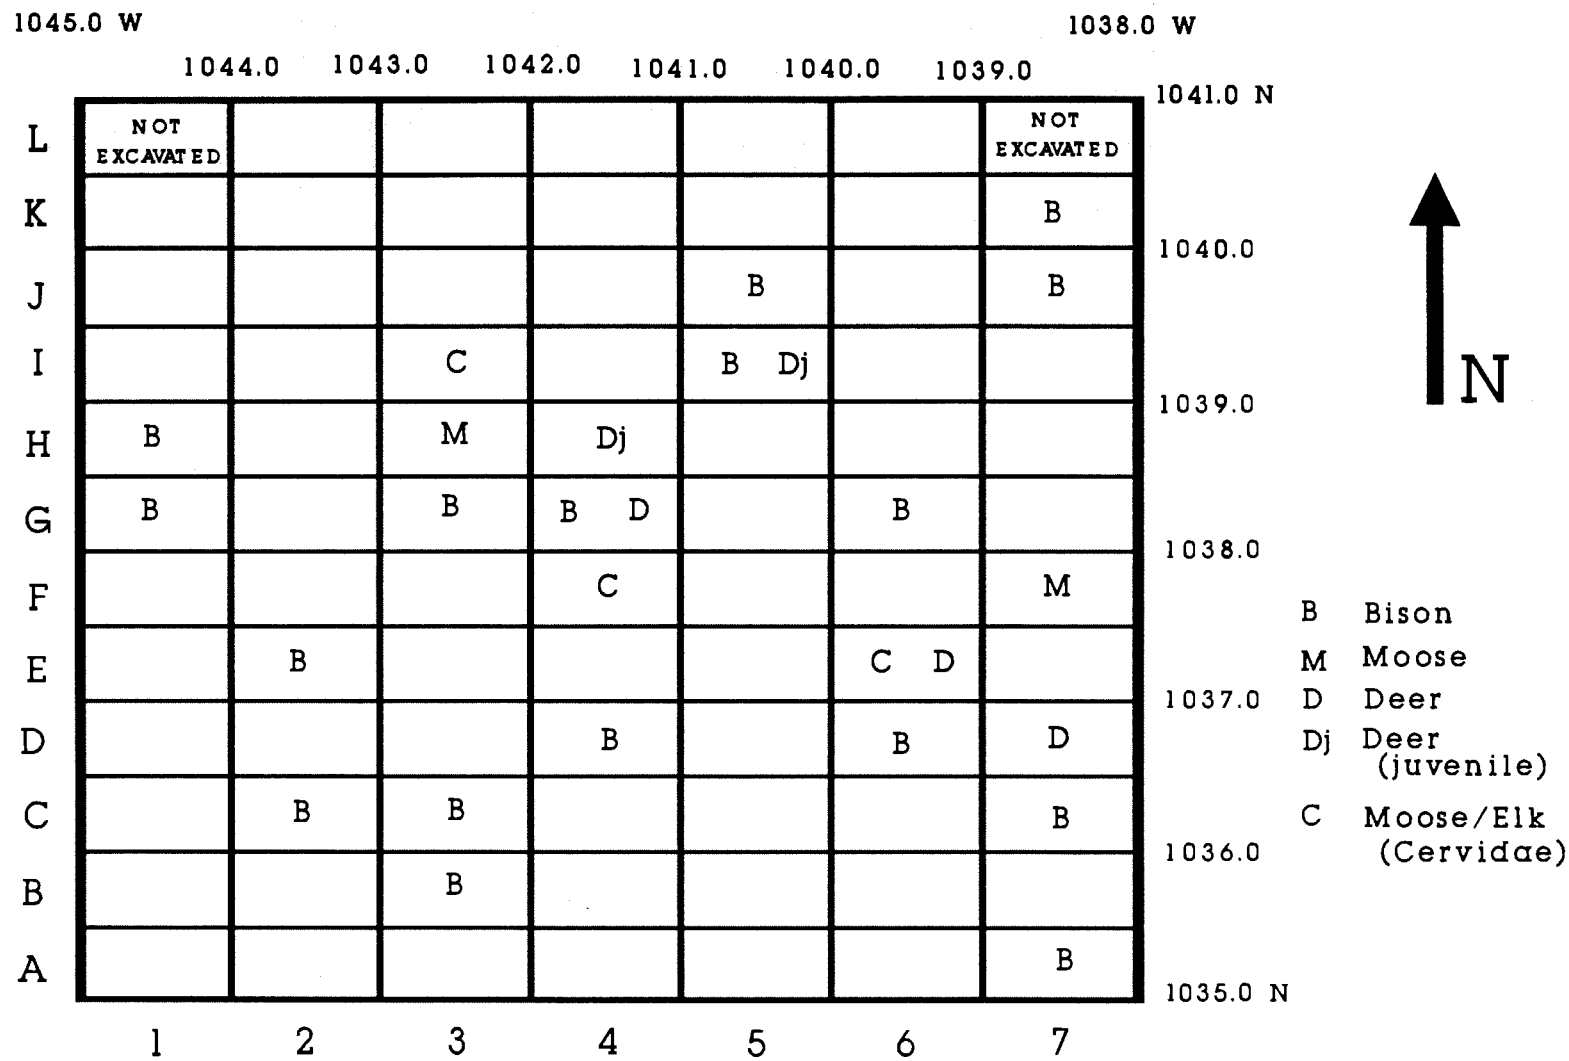 1045.0 W
1038.0 W
1044.0 1043.0 1042.0 1041.0 1040.0 1039.0
1041.0 N
L NOT EXCAVATED NOT EXCAVATED
K B
1040.0
J B B
I C B Dj
1039.0
H B M Dj
G B B B D B
1038.0
F C M
E B C D
1037.0
D B B D
C B B B
1036.0
B B
A B
1035.0 N
1 2 3 4 5 6 7
N
B Bison
M Moose
D Deer
Dj Deer
(juvenile)
C Moose/Elk
(Cervidae)